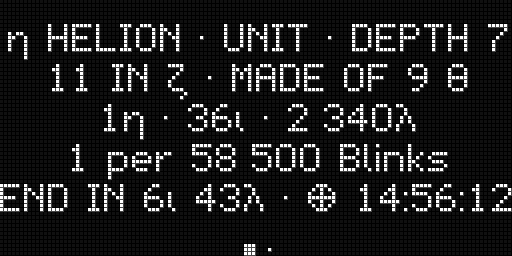 η HELION · UNIT · DEPTH 7
11 IN ζ · MADE OF 9 θ
1η · 36ι · 2 340λ
1 per 58 500 Blinks
END IN 6ι 43λ · ⊕ 14:56:12